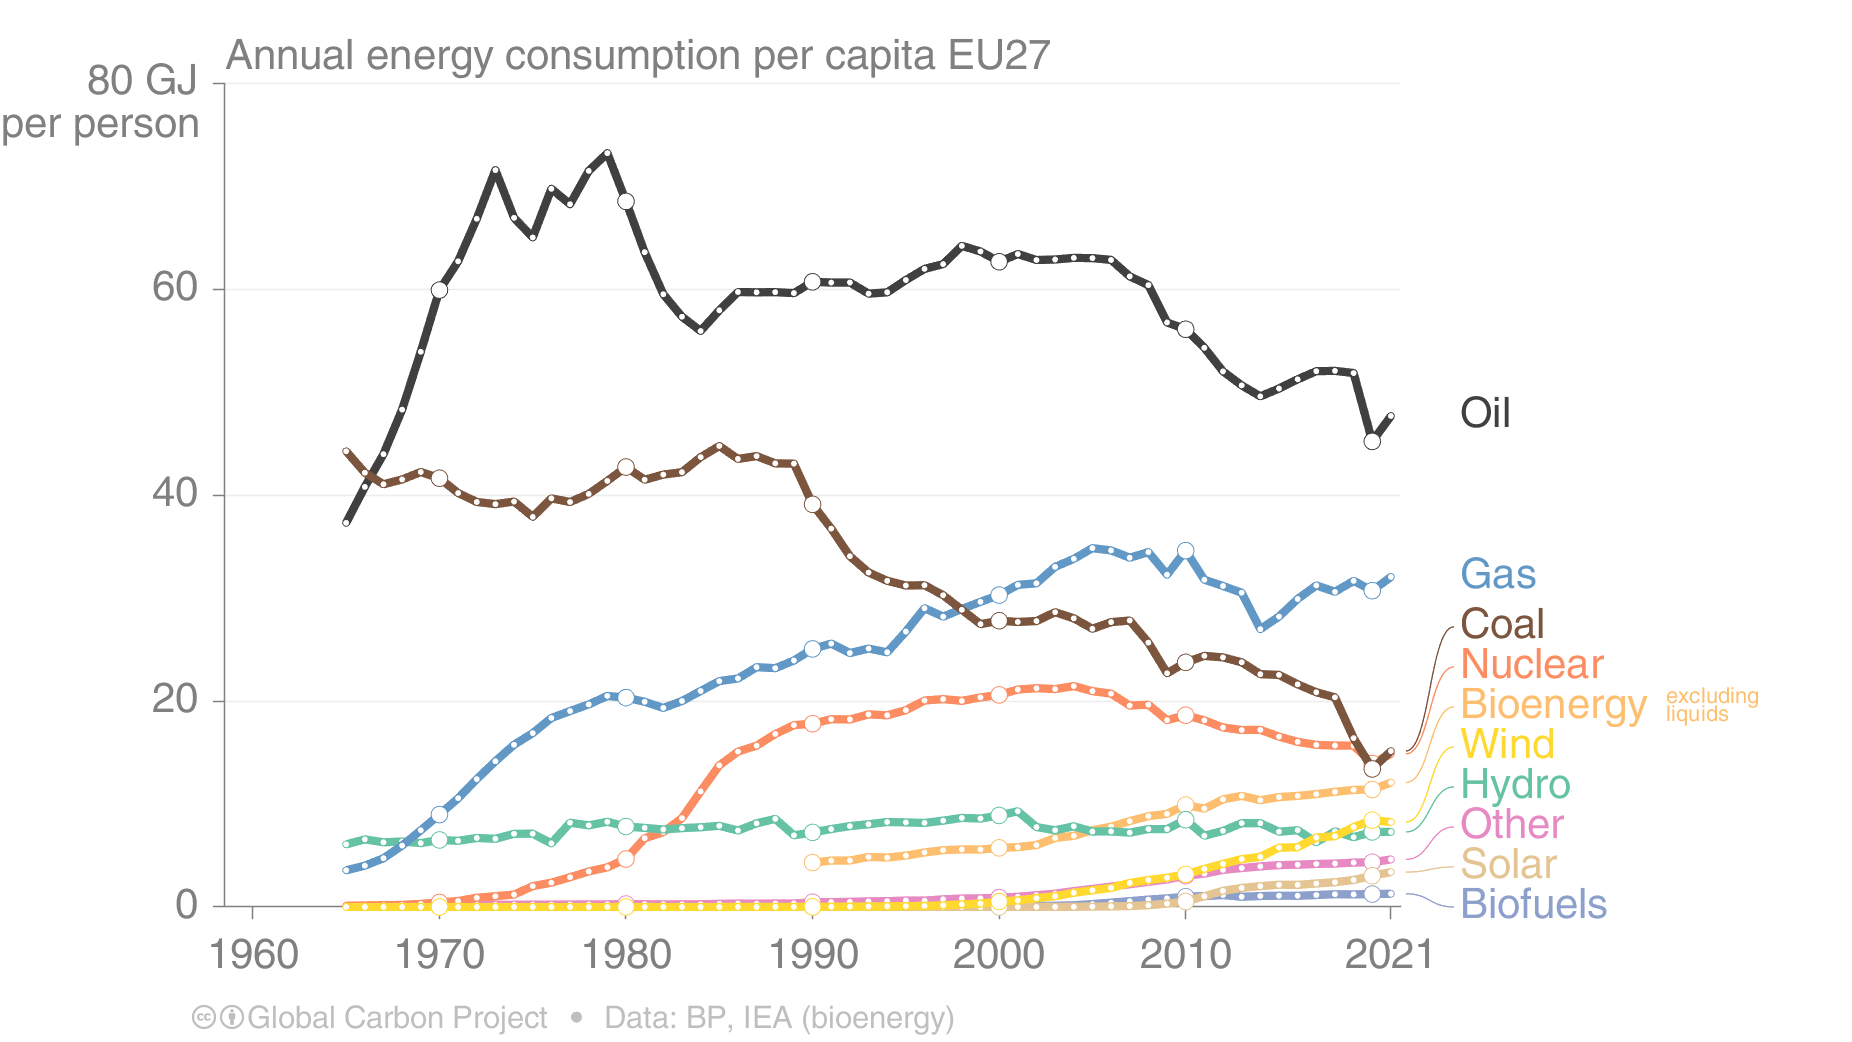 Annual energy consumption per capita EU27
80 GJ
per person
60
40
20
0
1960 1970 1980 1990 2000 2010 2021
Oil
Gas
Coal
Nuclear
Bioenergy excluding
liquids
Wind
Hydro
Other
Solar
Biofuels
cc Global Carbon Project • Data: BP, IEA (bioenergy)